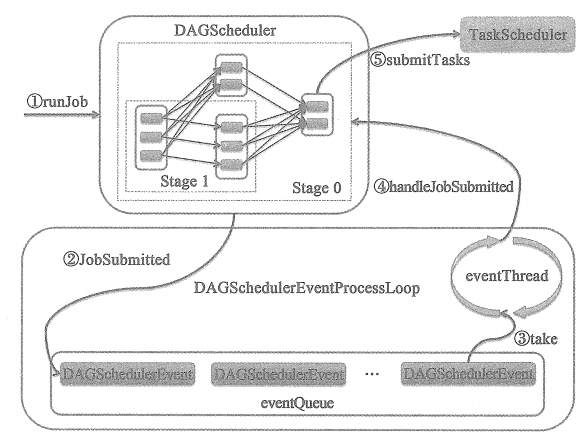 DAGScheduler
TaskScheduler
⑤submitTasks
①runJob
Stage 1
Stage 0
④handleJobSubmitted
②JobSubmitted
eventThread
DAGSchedulerEventProcessLoop
③take
DAGSchedulerEvent DAGSchedulerEvent ... DAGSchedulerEvent
eventQueue